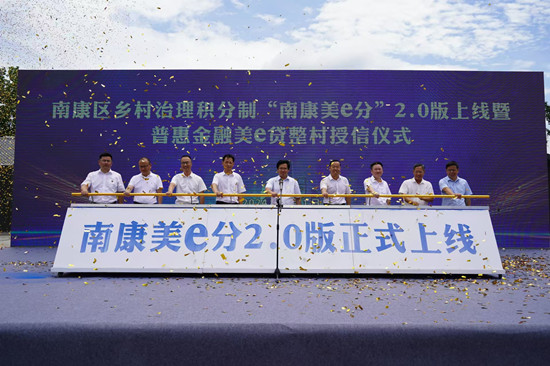 南康区乡村治理积分制“南康美e分”2.0版上线暨
普惠金融美e贷整村授信仪式
南康美e分2.0版正式上线